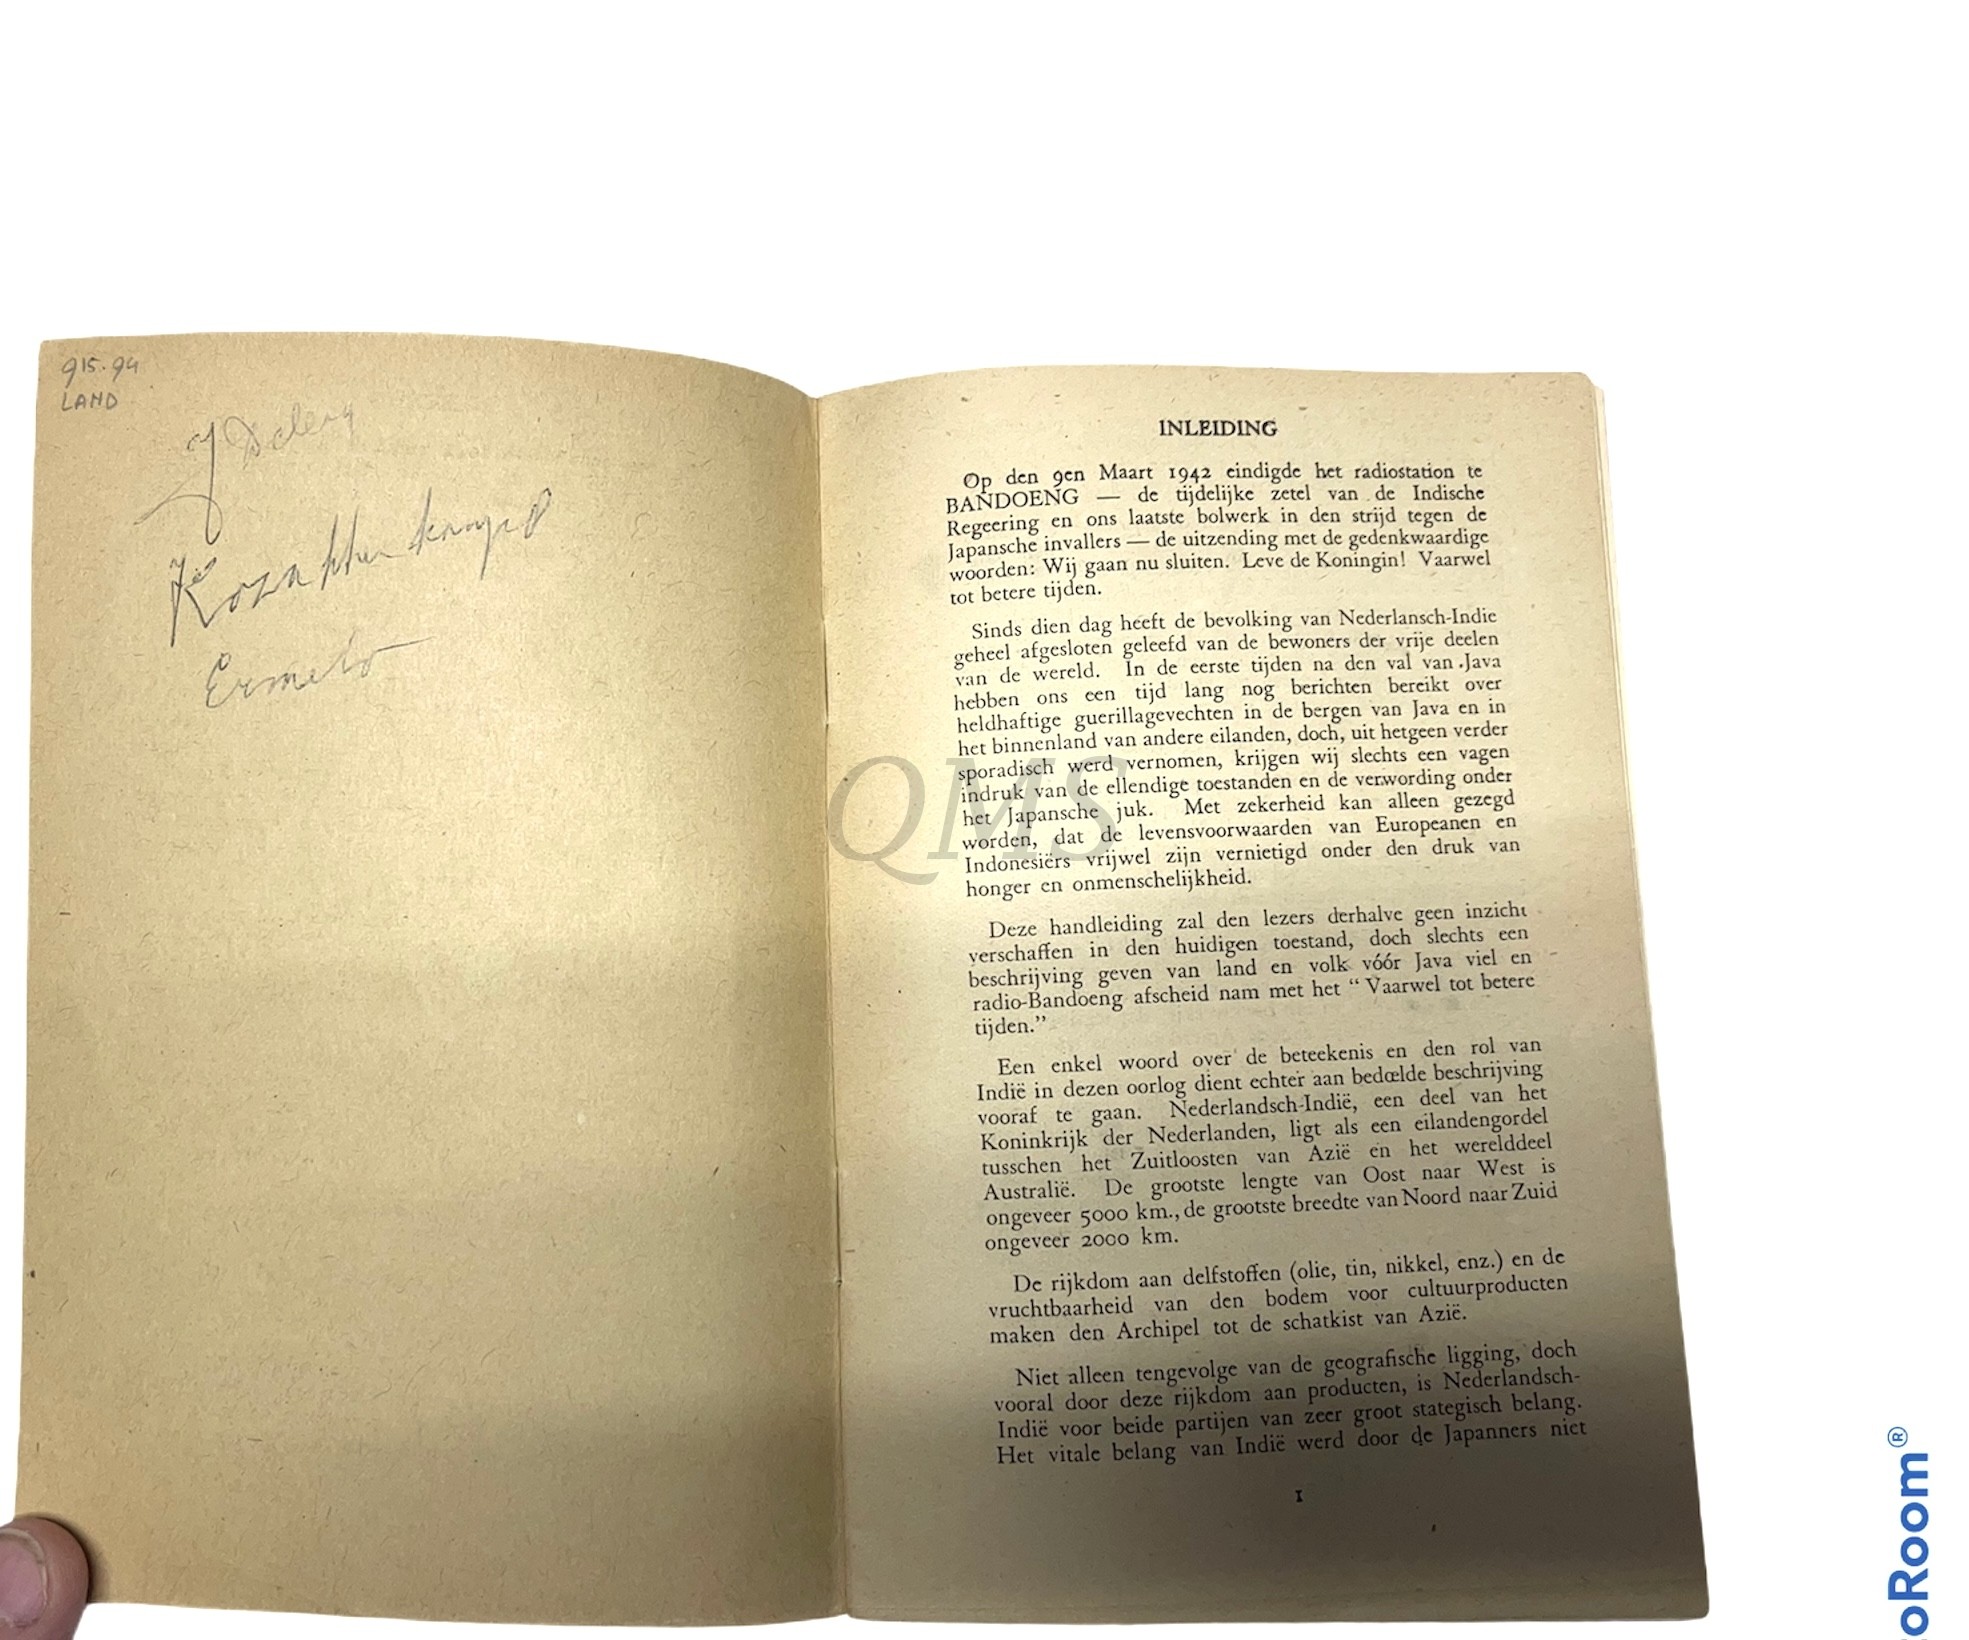 915.94
LAND
Ermelo
INLEIDING
Op den 9en Maart 1942 eindigde het radiostation te
BANDOENG — de tijdelijke zetel van de Indische
Regeering en ons laatste bolwerk in den strijd tegen de
Japansche invallers — de uitzending met de gedenkwaardige
woorden: Wij gaan nu sluiten. Leve de Koningin! Vaarwel
tot betere tijden.
Sinds dien dag heeft de bevolking van Nederlansch-Indie
geheel afgesloten geleefd van de bewoners der vrije deelen
van de wereld. In de eerste tijden na den val van Java
hebben ons een tijd lang nog berichten bereikt over
heldhaftige guerillagevechten in de bergen van Java en in
het binnenland van andere eilanden, doch, uit hetgeen verder
sporadisch werd vernomen, krijgen wij slechts een vagen
indruk van de ellendige toestanden en de verwording onder
het Japansche juk. Met zekerheid kan alleen gezegd
worden, dat de levensvoorwaarden van Europeanen en
Indonesiërs vrijwel zijn vernietigd onder den druk van
honger en onmenschelijkheid.
Deze handleiding zal den lezers derhalve geen inzicht
verschaffen in den huidigen toestand, doch slechts een
beschrijving geven van land en volk vóór Java viel en
radio-Bandoeng afscheid nam met het “ Vaarwel tot betere
tijden.”
Een enkel woord over de beteekenis en den rol van
Indië in dezen oorlog dient echter aan bedœlde beschrijving
vooraf te gaan. Nederlandsch-Indië, een deel van het
Koninkrijk der Nederlanden, ligt als een eilandengordel
tusschen het Zuitloosten van Azië en het werelddeel
Australië. De grootste lengte van Oost naar West is
ongeveer 5000 km., de grootste breedte van Noord naar Zuid
ongeveer 2000 km.
De rijkdom aan delfstoffen (olie, tin, nikkel, enz.) en de
vruchtbaarheid van den bodem voor cultuurproducten
maken den Archipel tot de schatkist van Azië.
Niet alleen tengevolge van de geografische ligging, doch
vooral door deze rijkdom aan producten, is Nederlandsch-
Indië voor beide partijen van zeer groot stategisch belang.
Het vitale belang van Indië werd door de Japanners niet
1
QMS
oRoom®